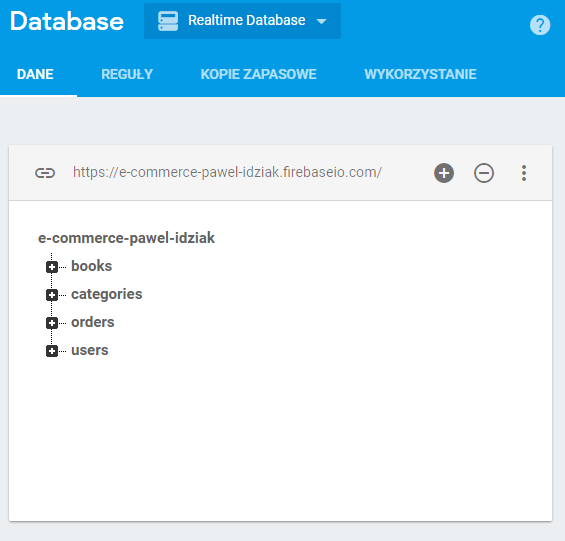 Database
Realtime Database
?
DANE REGUŁY KOPIE ZAPASOWE WYKORZYSTANIE
https://e-commerce-pawel-idziak.firebaseio.com/
e-commerce-pawel-idziak
books
categories
orders
users